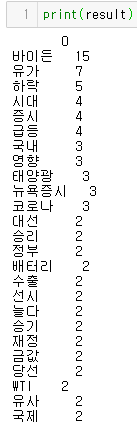 print(result)
0
바이든 15
유가 7
하락 5
시대 4
증시 4
급등 4
국내 3
영향 3
태양광 3
뉴욕증시 3
코로나 3
대선 2
승리 2
정부 2
배터리 2
수출 2
선시 2
늘다 2
승기 2
재정 2
금값 2
당선 2
WTI 2
유사 2
국제 2